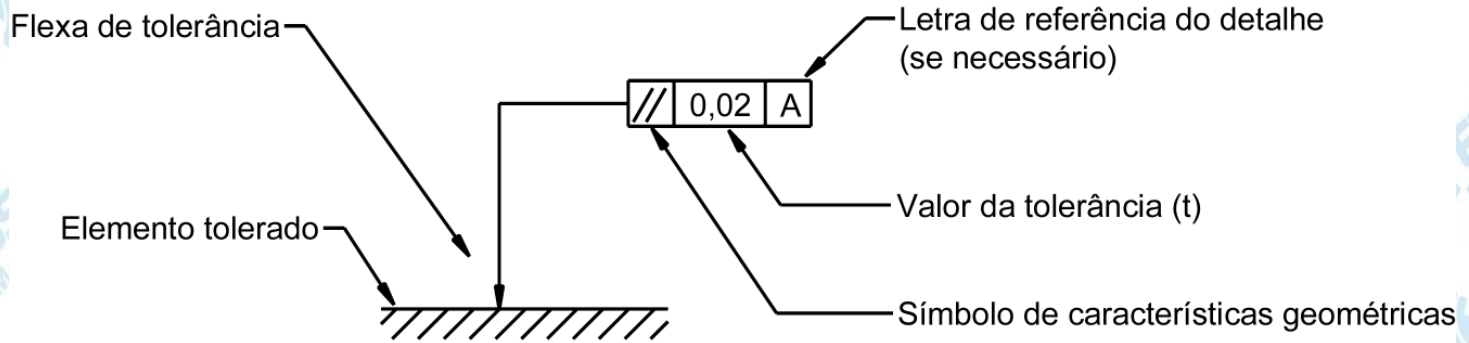 Flexa de tolerância
Letra de referência do detalhe
(se necessário)
// 0,02 A
Valor da tolerância (t)
Elemento tolerado
Símbolo de característísticas geométricas